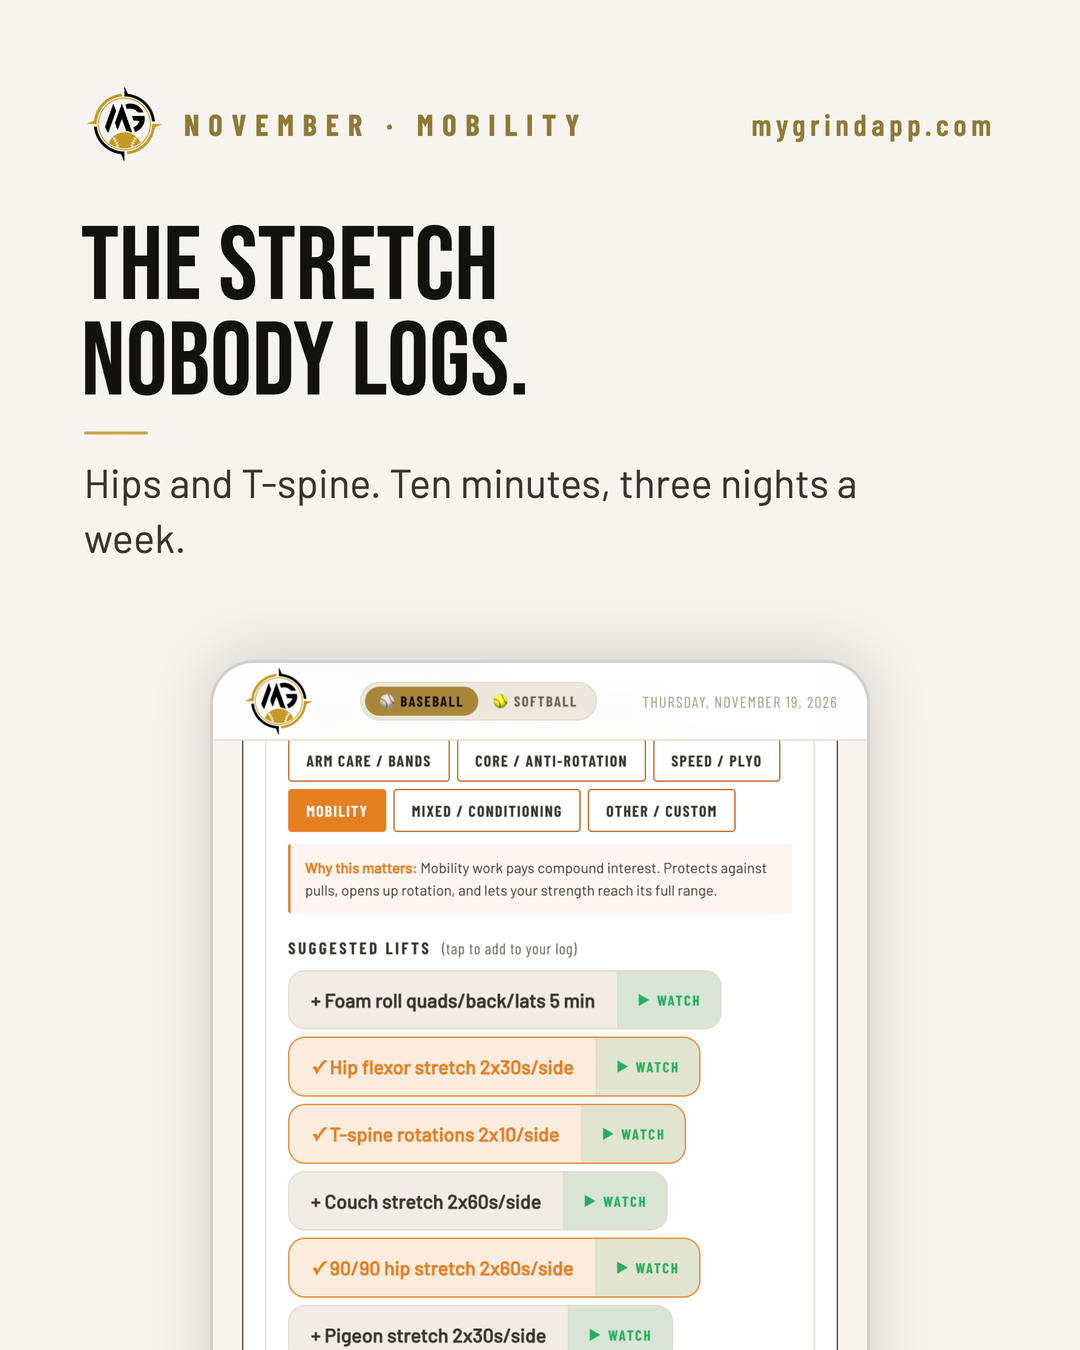 MG
NOVEMBER · MOBILITY
mygrindapp.com
THE STRETCH
NOBODY LOGS.
Hips and T-spine. Ten minutes, three nights a
week.
MG
BASEBALL
SOFTBALL
THURSDAY, NOVEMBER 19, 2026
ARM CARE / BANDS
CORE / ANTI-ROTATION
SPEED / PLYO
MOBILITY
MIXED / CONDITIONING
OTHER / CUSTOM
Why this matters: Mobility work pays compound interest. Protects against
pulls, opens up rotation, and lets your strength reach its full range.
SUGGESTED LIFTS (tap to add to your log)
+ Foam roll quads/back/lats 5 min ▶ WATCH
✓ Hip flexor stretch 2x30s/side ▶ WATCH
✓ T-spine rotations 2x10/side ▶ WATCH
+ Couch stretch 2x60s/side ▶ WATCH
✓ 90/90 hip stretch 2x60s/side ▶ WATCH
+ Pigeon stretch 2x30s/side ▶ WATCH